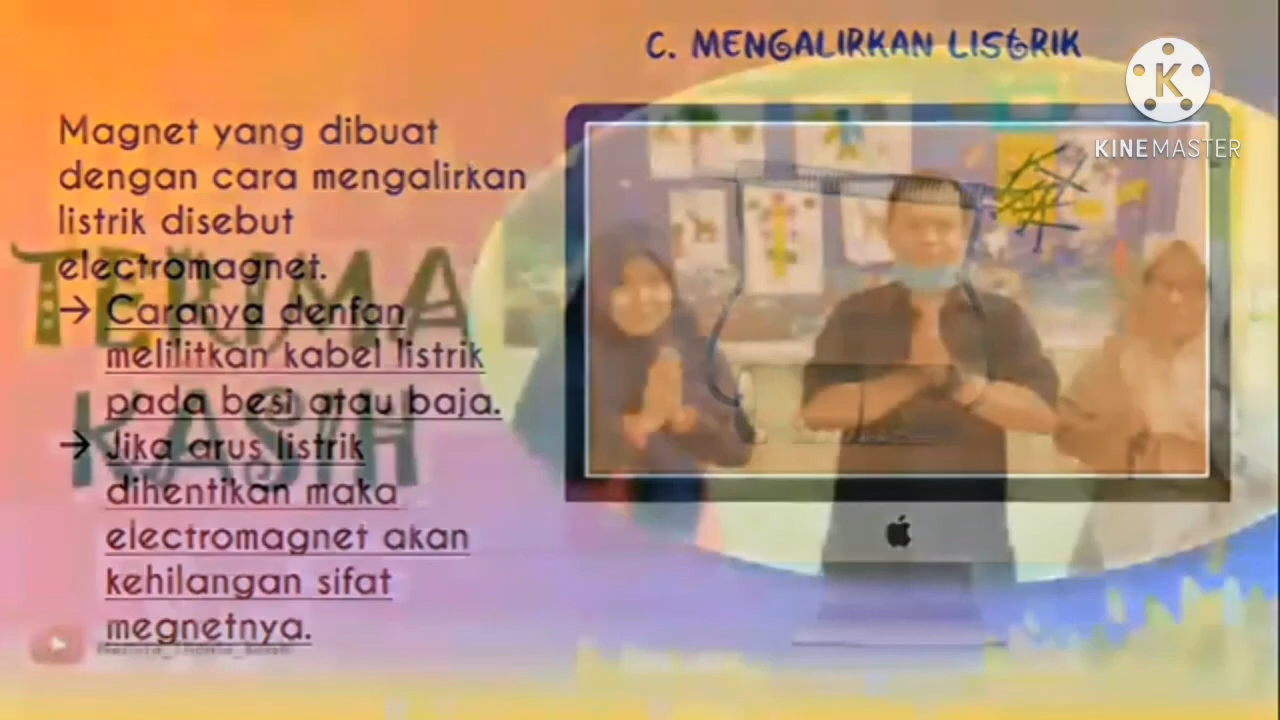 C. MENGALIRKAN LISTRIK
KINEMASTER
Magnet yang dibuat
dengan cara mengalirkan
listrik disebut
electromagnet.
→ Caranya denfan
melilitkan kabel listrik
pada besi atau baja.
→ Jika arus listrik
dihentikan maka
electromagnet akan
kehilangan sifat
megnetnya.
TERIMA
KASIH